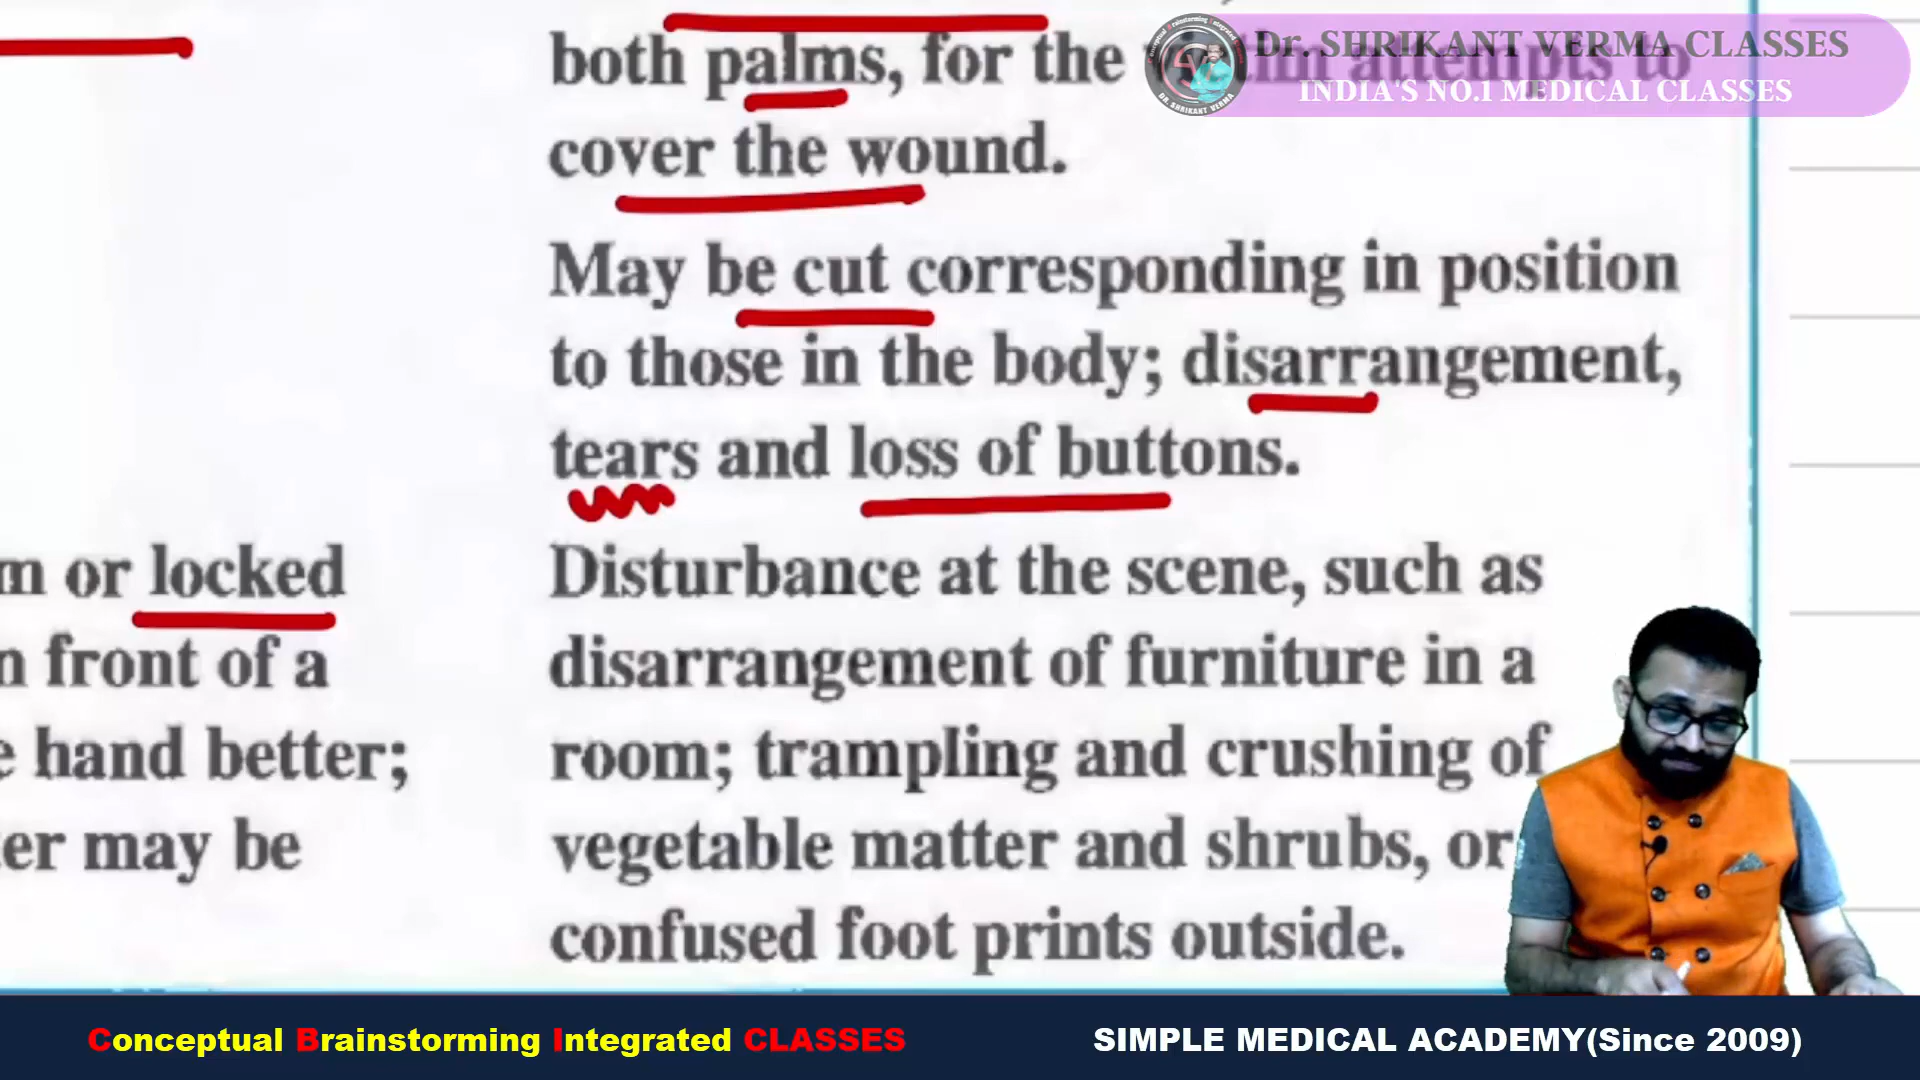 both palms, for the victim attempts to
cover the wound.
May be cut corresponding in position
to those in the body; disarrangement,
tears and loss of buttons.
m or locked
n front of a
e hand better;
er may be
Disturbance at the scene, such as
disarrangement of furniture in a
room; trampling and crushing of
vegetable matter and shrubs, or
confused foot prints outside.
Dr. SHRIKANT VERMA CLASSES
INDIA'S NO.1 MEDICAL CLASSES
Conceptual Brainstorming Integrated CLASSES
SIMPLE MEDICAL ACADEMY(Since 2009)